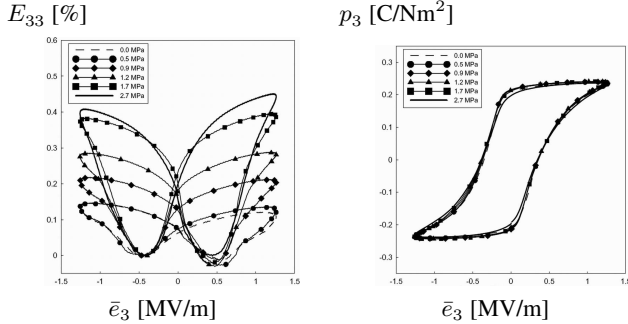 E₃₃ [%]
0.6
0.5
0.4
0.3
0.2
0.1
0
0.0 MPa
0.5 MPa
0.9 MPa
1.2 MPa
1.7 MPa
2.7 MPa
-1.5 -1 -0.5 0 0.5 1 1.5
ē₃ [MV/m]
p₃ [C/Nm²]
0.3
0.2
0.1
0
-0.1
-0.2
-0.3
0.0 MPa
0.5 MPa
0.9 MPa
1.2 MPa
1.7 MPa
2.7 MPa
-1.5 -1 -0.5 0 0.5 1 1.5
ē₃ [MV/m]